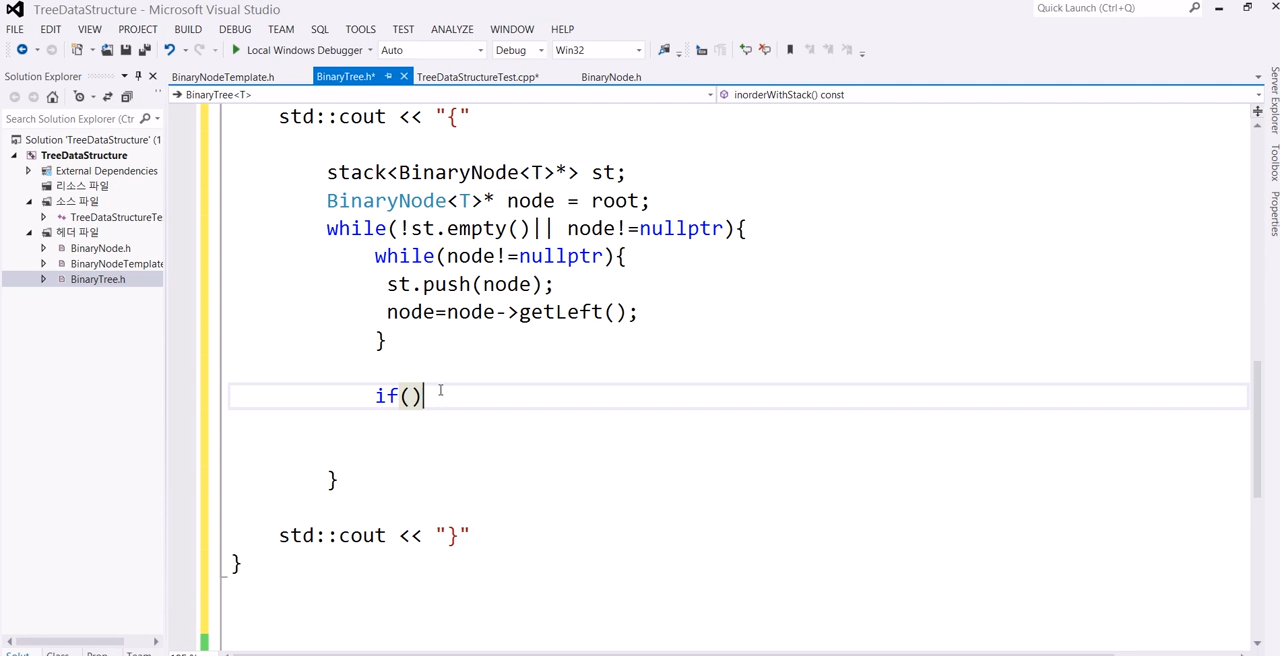 TreeDataStructure - Microsoft Visual Studio
Quick Launch (Ctrl+Q)
FILE EDIT VIEW PROJECT BUILD DEBUG TEAM SQL TOOLS TEST ANALYZE WINDOW HELP
Local Windows Debugger Auto Debug Win32
Solution Explorer
BinaryNodeTemplate.h BinaryTree.h* TreeDataStructureTest.cpp* BinaryNode.h
BinaryTree<T> inorderWithStack() const
Search Solution Explorer (Ctr
Solution 'TreeDataStructure' (1
TreeDataStructure
External Dependencies
리소스 파일
소스 파일
TreeDataStructureTe
헤더 파일
BinaryNode.h
BinaryNodeTemplate
BinaryTree.h
std::cout << "{"
stack<BinaryNode<T>*> st;
BinaryNode<T>* node = root;
while(!st.empty()|| node!=nullptr){
while(node!=nullptr){
st.push(node);
node=node->getLeft();
}
if()
}
std::cout << "}"
}
Server Explorer
Toolbox
Properties